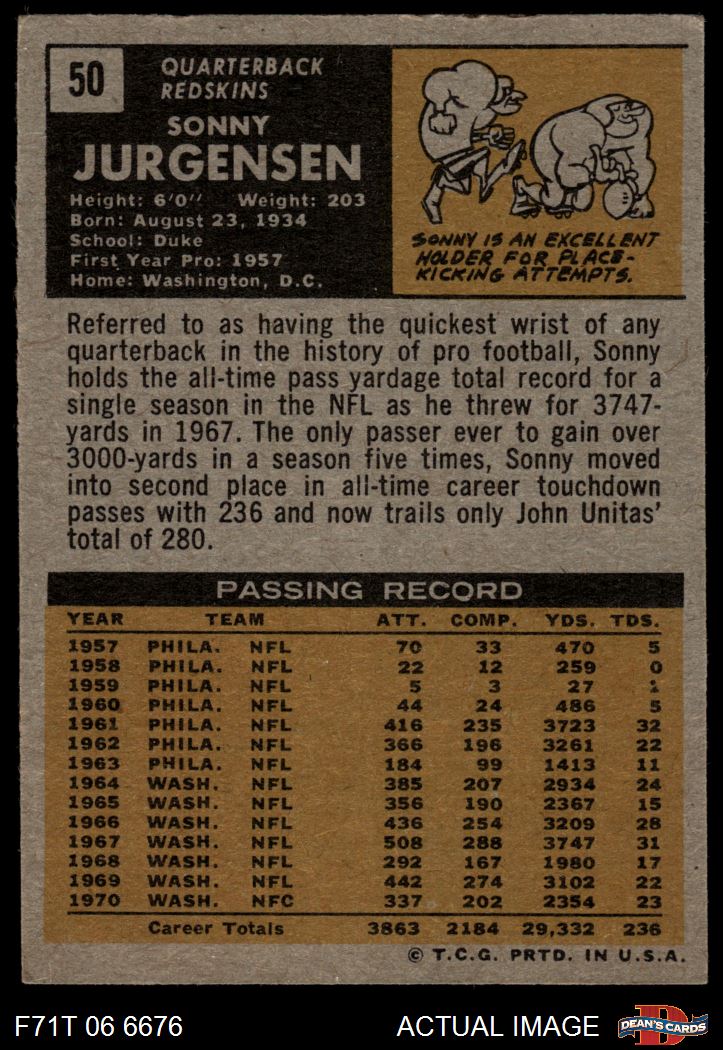 50
QUARTERBACK
REDSKINS
SONNY
JURGENSEN
Height: 6'0" Weight: 203
Born: August 23, 1934
School: Duke
First Year Pro: 1957
Home: Washington, D.C.
SONNY IS AN EXCELLENT
HOLDER FOR PLACE-
KICKING ATTEMPTS.
Referred to as having the quickest wrist of any
quarterback in the history of pro football, Sonny
holds the all-time pass yardage total record for a
single season in the NFL as he threw for 3747-
yards in 1967. The only passer ever to gain over
3000-yards in a season five times, Sonny moved
into second place in all-time career touchdown
passes with 236 and now trails only John Unitas'
total of 280.
PASSING RECORD
YEAR TEAM ATT. COMP. YDS. TDS.
1957 PHILA. NFL 70 33 470 5
1958 PHILA. NFL 22 12 259 0
1959 PHILA. NFL 5 3 27 1
1960 PHILA. NFL 44 24 486 5
1961 PHILA. NFL 416 235 3723 32
1962 PHILA. NFL 366 196 3261 22
1963 PHILA. NFL 184 99 1413 11
1964 WASH. NFL 385 207 2934 24
1965 WASH. NFL 356 190 2367 15
1966 WASH. NFL 436 254 3209 28
1967 WASH. NFL 508 288 3747 31
1968 WASH. NFL 292 167 1980 17
1969 WASH. NFL 442 274 3102 22
1970 WASH. NFC 337 202 2354 23
Career Totals 3863 2184 29,332 236
© T.C.G. PRTD. IN U.S.A.
F71T 06 6676 ACTUAL IMAGE D DEAN'S CARDS